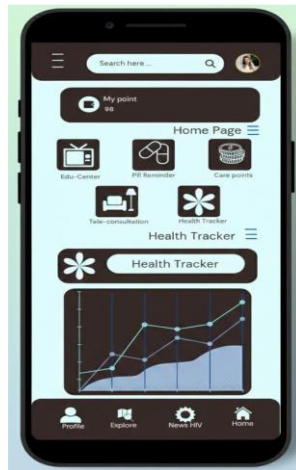 Search here ...
My point
98
Home Page
Edu-Center
Pill Reminder
Care points
Tele-consultation
Health Tracker
Health Tracker
Health Tracker
Profile
Explore
News HIV
Home